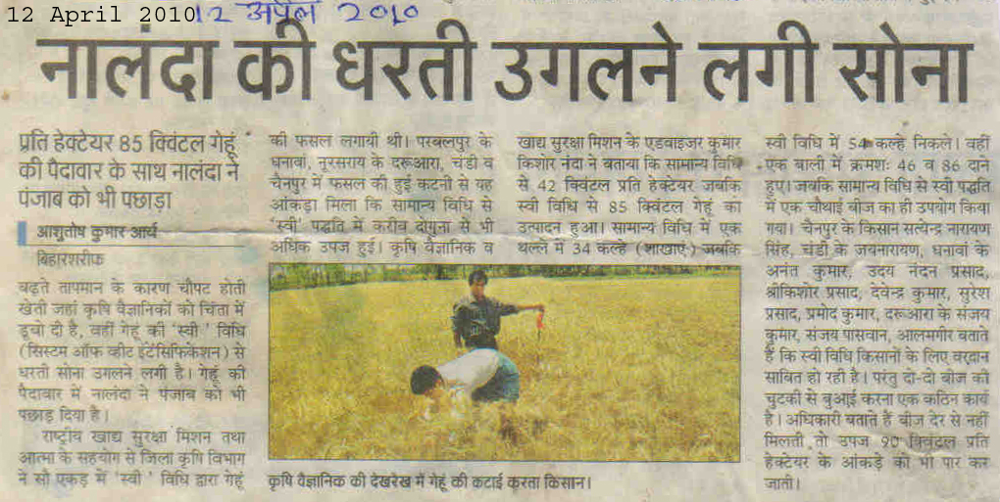 12 April 2010
12 अप्रैल 2010
नालंदा की धरती उगलने लगी सोना
प्रति हेक्टेयर 85 क्विंटल गेहूं
की पैदावार के साथ नालंदा ने
पंजाब को भी पछाड़ा
आशुतोष कुमार आर्य
बिहारशरीफ
बढ़ते तापमान के कारण चौपट होती
खेती जहां कृषि वैज्ञानिकों को चिंता में
डूबो दी है, वहीं गेहूं की 'स्वी' विधि
(सिस्टम ऑफ व्हीट इंटेंसिफिकेशन) से
धरती सोना उगलने लगी है। गेहूं की
पैदावार में नालंदा ने पंजाब को भी
पछाड़ दिया है।
राष्ट्रीय खाद्य सुरक्षा मिशन तथा
आत्मा के सहयोग से जिला कृषि विभाग
ने सौ एकड़ में 'स्वी' विधि द्वारा गेहूं
की फसल लगायी थी। परवलपुर के
धनावां, नूरसराय के दरूआरा, चंडी व
चैनपुर में फसल की हुई कटनी से यह
आंकड़ा मिला कि सामान्य विधि से
'स्वी' पद्धति में करीब दोगुना से भी
अधिक उपज हुई। कृषि वैज्ञानिक व
खाद्य सुरक्षा मिशन के एडवाइजर कुमार
किशोर नंदा ने बताया कि सामान्य विधि
से 42 क्विंटल प्रति हेक्टेयर जबकि
स्वी विधि से 85 क्विंटल गेहूं का
उत्पादन हुआ। सामान्य विधि में एक
थल्ले में 34 कल्हे (शाखाएं) जबकि
स्वी विधि में 54 कल्हे निकले। वहीं
एक बाली में क्रमशः 46 व 86 दाने
हुए। जबकि सामान्य विधि से स्वी पद्धति
में एक चौथाई बीज का ही उपयोग किया
गया। चैनपुर के किसान सत्येन्द्र नारायण
सिंह, चंडी के जयनारायण, धनावां के
अनंत कुमार, उदय नंदन प्रसाद,
श्रीकिशोर प्रसाद, देवेन्द्र कुमार, सुरेश
प्रसाद, प्रमोद कुमार, दरूआरा के संजय
कुमार, संजय पासवान, आलमगीर बताते
हैं कि स्वी विधि किसानों के लिए वरदान
साबित हो रही है। परंतु दो-दो बीज को
चुटकी से बुआई करना एक कठिन कार्य
है। अधिकारी बताते हैं बीज देर से नहीं
मिलती तो उपज 90 क्विंटल प्रति
हेक्टेयर के आंकड़े को भी पार कर
जाती।
कृषि वैज्ञानिक की देखरेख में गेहूं की कटाई करता किसान।